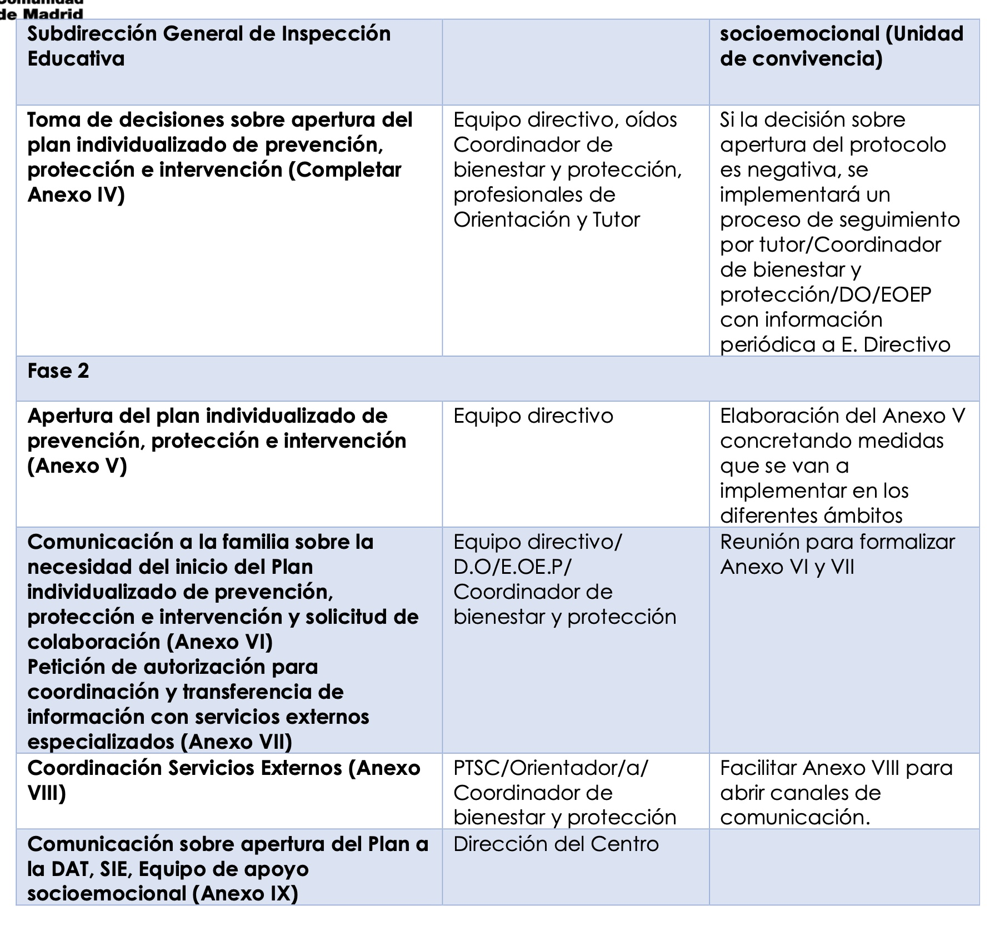 Comunidad
de Madrid
Subdirección General de Inspección
Educativa
socioemocional (Unidad
de convivencia)
Toma de decisiones sobre apertura del
plan individualizado de prevención,
protección e intervención (Completar
Anexo IV)
Equipo directivo, oídos
Coordinador de
bienestar y protección,
profesionales de
Orientación y Tutor
Si la decisión sobre
apertura del protocolo
es negativa, se
implementará un
proceso de seguimiento
por tutor/Coordinador
de bienestar y
protección/DO/EOEP
con información
periódica a E. Directivo
Fase 2
Apertura del plan individualizado de
prevención, protección e intervención
(Anexo V)
Equipo directivo
Elaboración del Anexo V
concretando medidas
que se van a
implementar en los
diferentes ámbitos
Comunicación a la familia sobre la
necesidad del inicio del Plan
individualizado de prevención,
protección e intervención y solicitud de
colaboración (Anexo VI)
Petición de autorización para
coordinación y transferencia de
información con servicios externos
especializados (Anexo VII)
Equipo directivo/
D.O/E.OE.P/
Coordinador de
bienestar y protección
Reunión para formalizar
Anexo VI y VII
Coordinación Servicios Externos (Anexo
VIII)
PTSC/Orientador/a/
Coordinador de
bienestar y protección
Facilitar Anexo VIII para
abrir canales de
comunicación.
Comunicación sobre apertura del Plan a
la DAT, SIE, Equipo de apoyo
socioemocional (Anexo IX)
Dirección del Centro